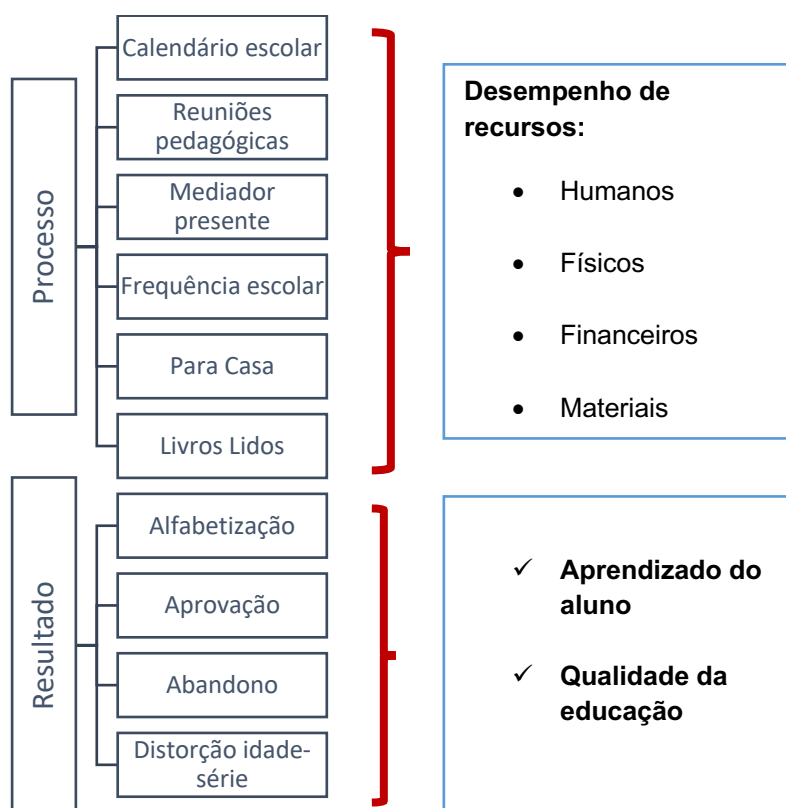 Processo
Calendário escolar
Reuniões
pedagógicas
Mediador
presente
Frequência escolar
Para Casa
Livros Lidos
Desempenho de
recursos:
• Humanos
• Físicos
• Financeiros
• Materiais
Resultado
Alfabetização
Aprovação
Abandono
Distorção idade-
série
✓ Aprendizado do
aluno
✓ Qualidade da
educação